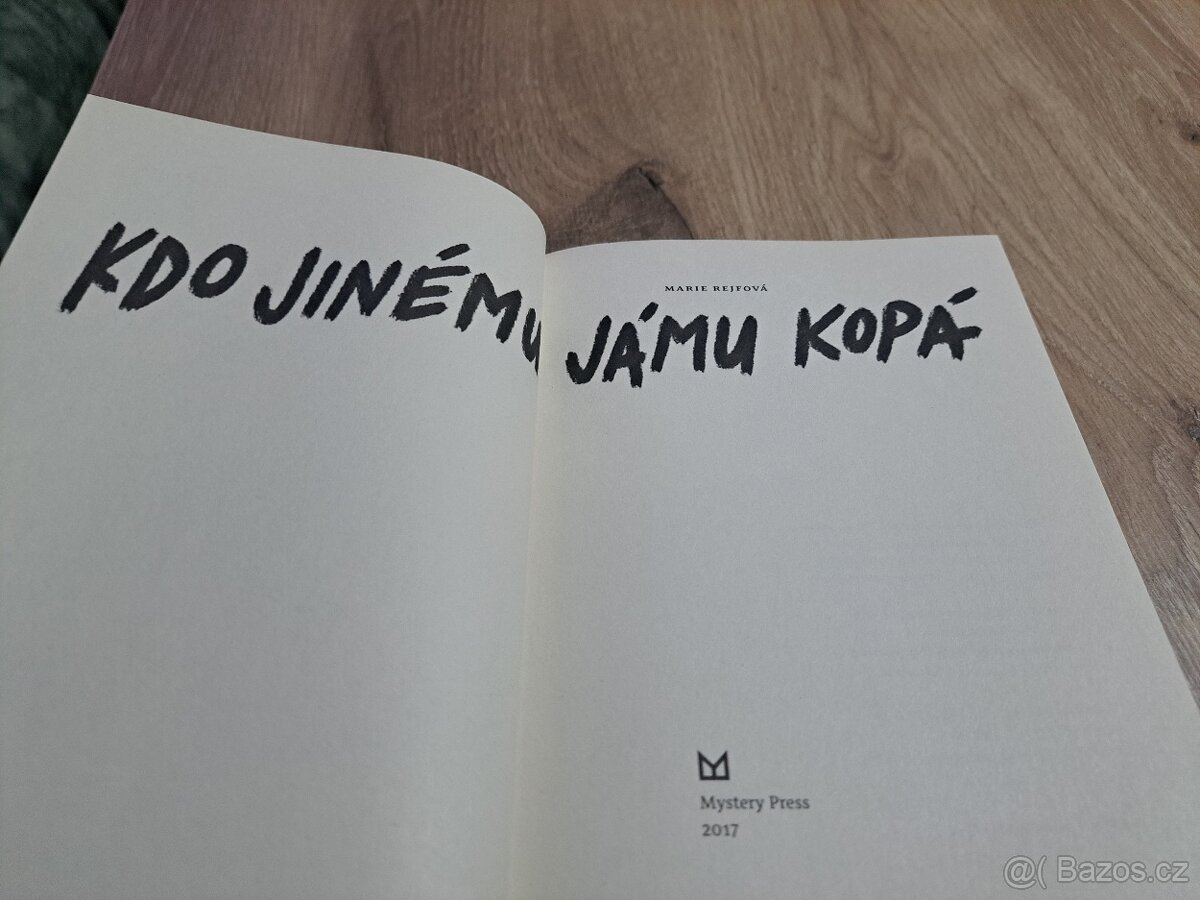 MARIE REJFOVÁ
KDO JINÉMU JÁMU KOPÁ
Mystery Press
2017
@( Bazos.cz